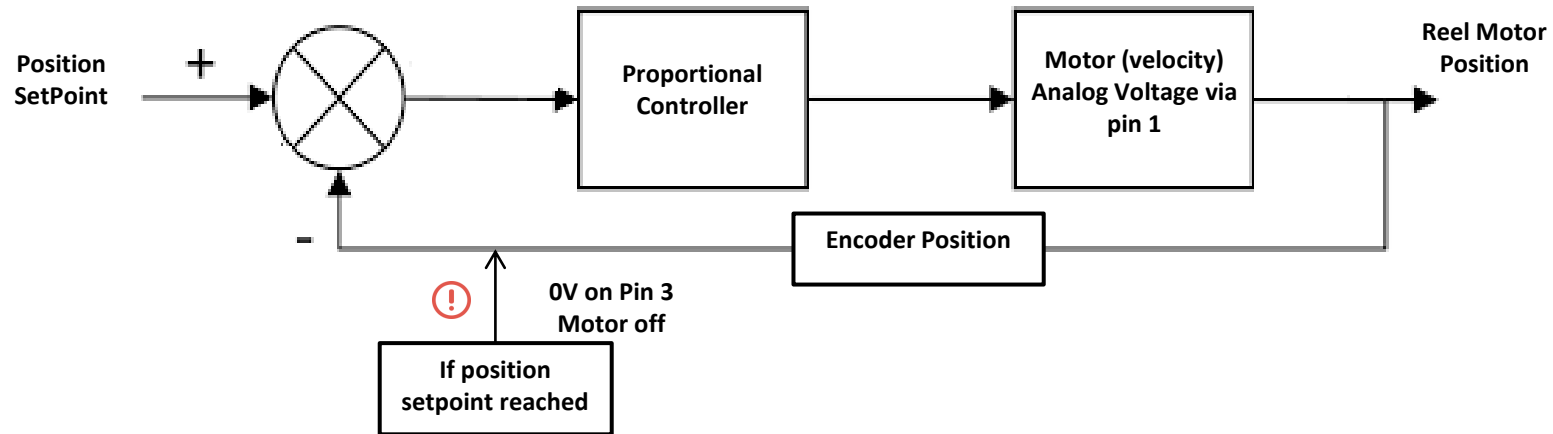 Position
SetPoint
+
Proportional
Controller
Motor (velocity)
Analog Voltage via
pin 1
Reel Motor
Position
-
Encoder Position
!
0V on Pin 3
Motor off
If position
setpoint reached